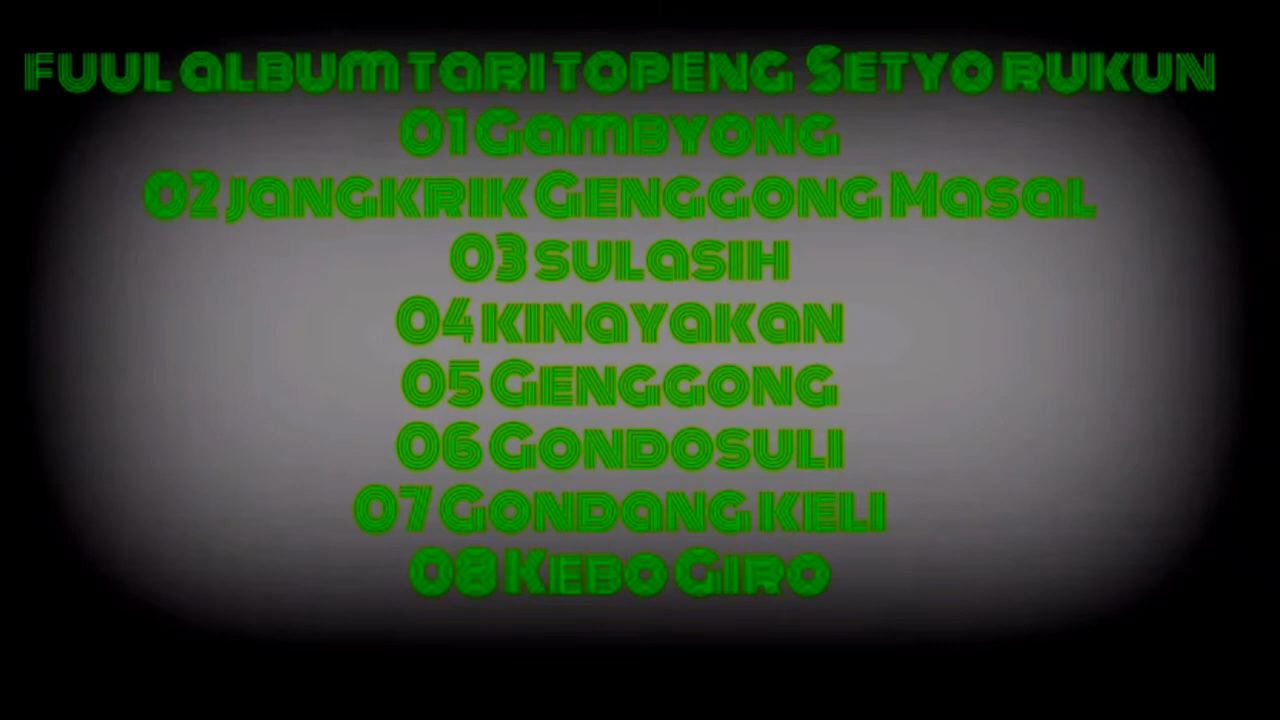 FUUL album tari topeng Setyo rukun
01 Gambyong
02 jangkrik Genggong Masal
03 sulasih
04 kinayakan
05 Genggong
06 Gondosuli
07 Gondang keli
08 Kebo Giro